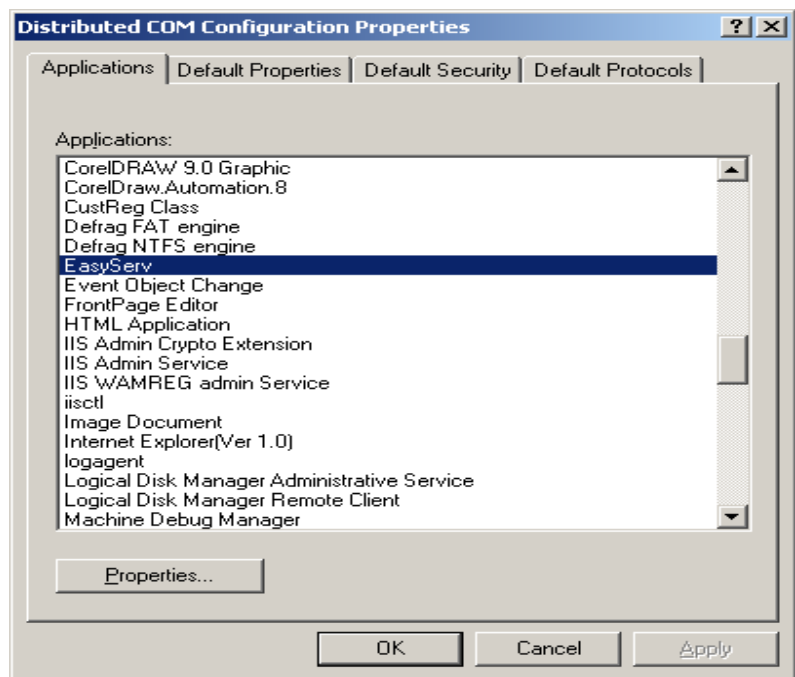 Distributed COM Configuration Properties
Applications Default Properties Default Security Default Protocols
Applications:
CorelDRAW 9.0 Graphic
CorelDraw.Automation.8
CustReg Class
Defrag FAT engine
Defrag NTFS engine
EasyServ
Event Object Change
FrontPage Editor
HTML Application
IIS Admin Crypto Extension
IIS Admin Service
IIS WAMREG admin Service
iisctl
Image Document
Internet Explorer(Ver 1.0)
logagent
Logical Disk Manager Administrative Service
Logical Disk Manager Remote Client
Machine Debug Manager
Properties...
OK Cancel Apply